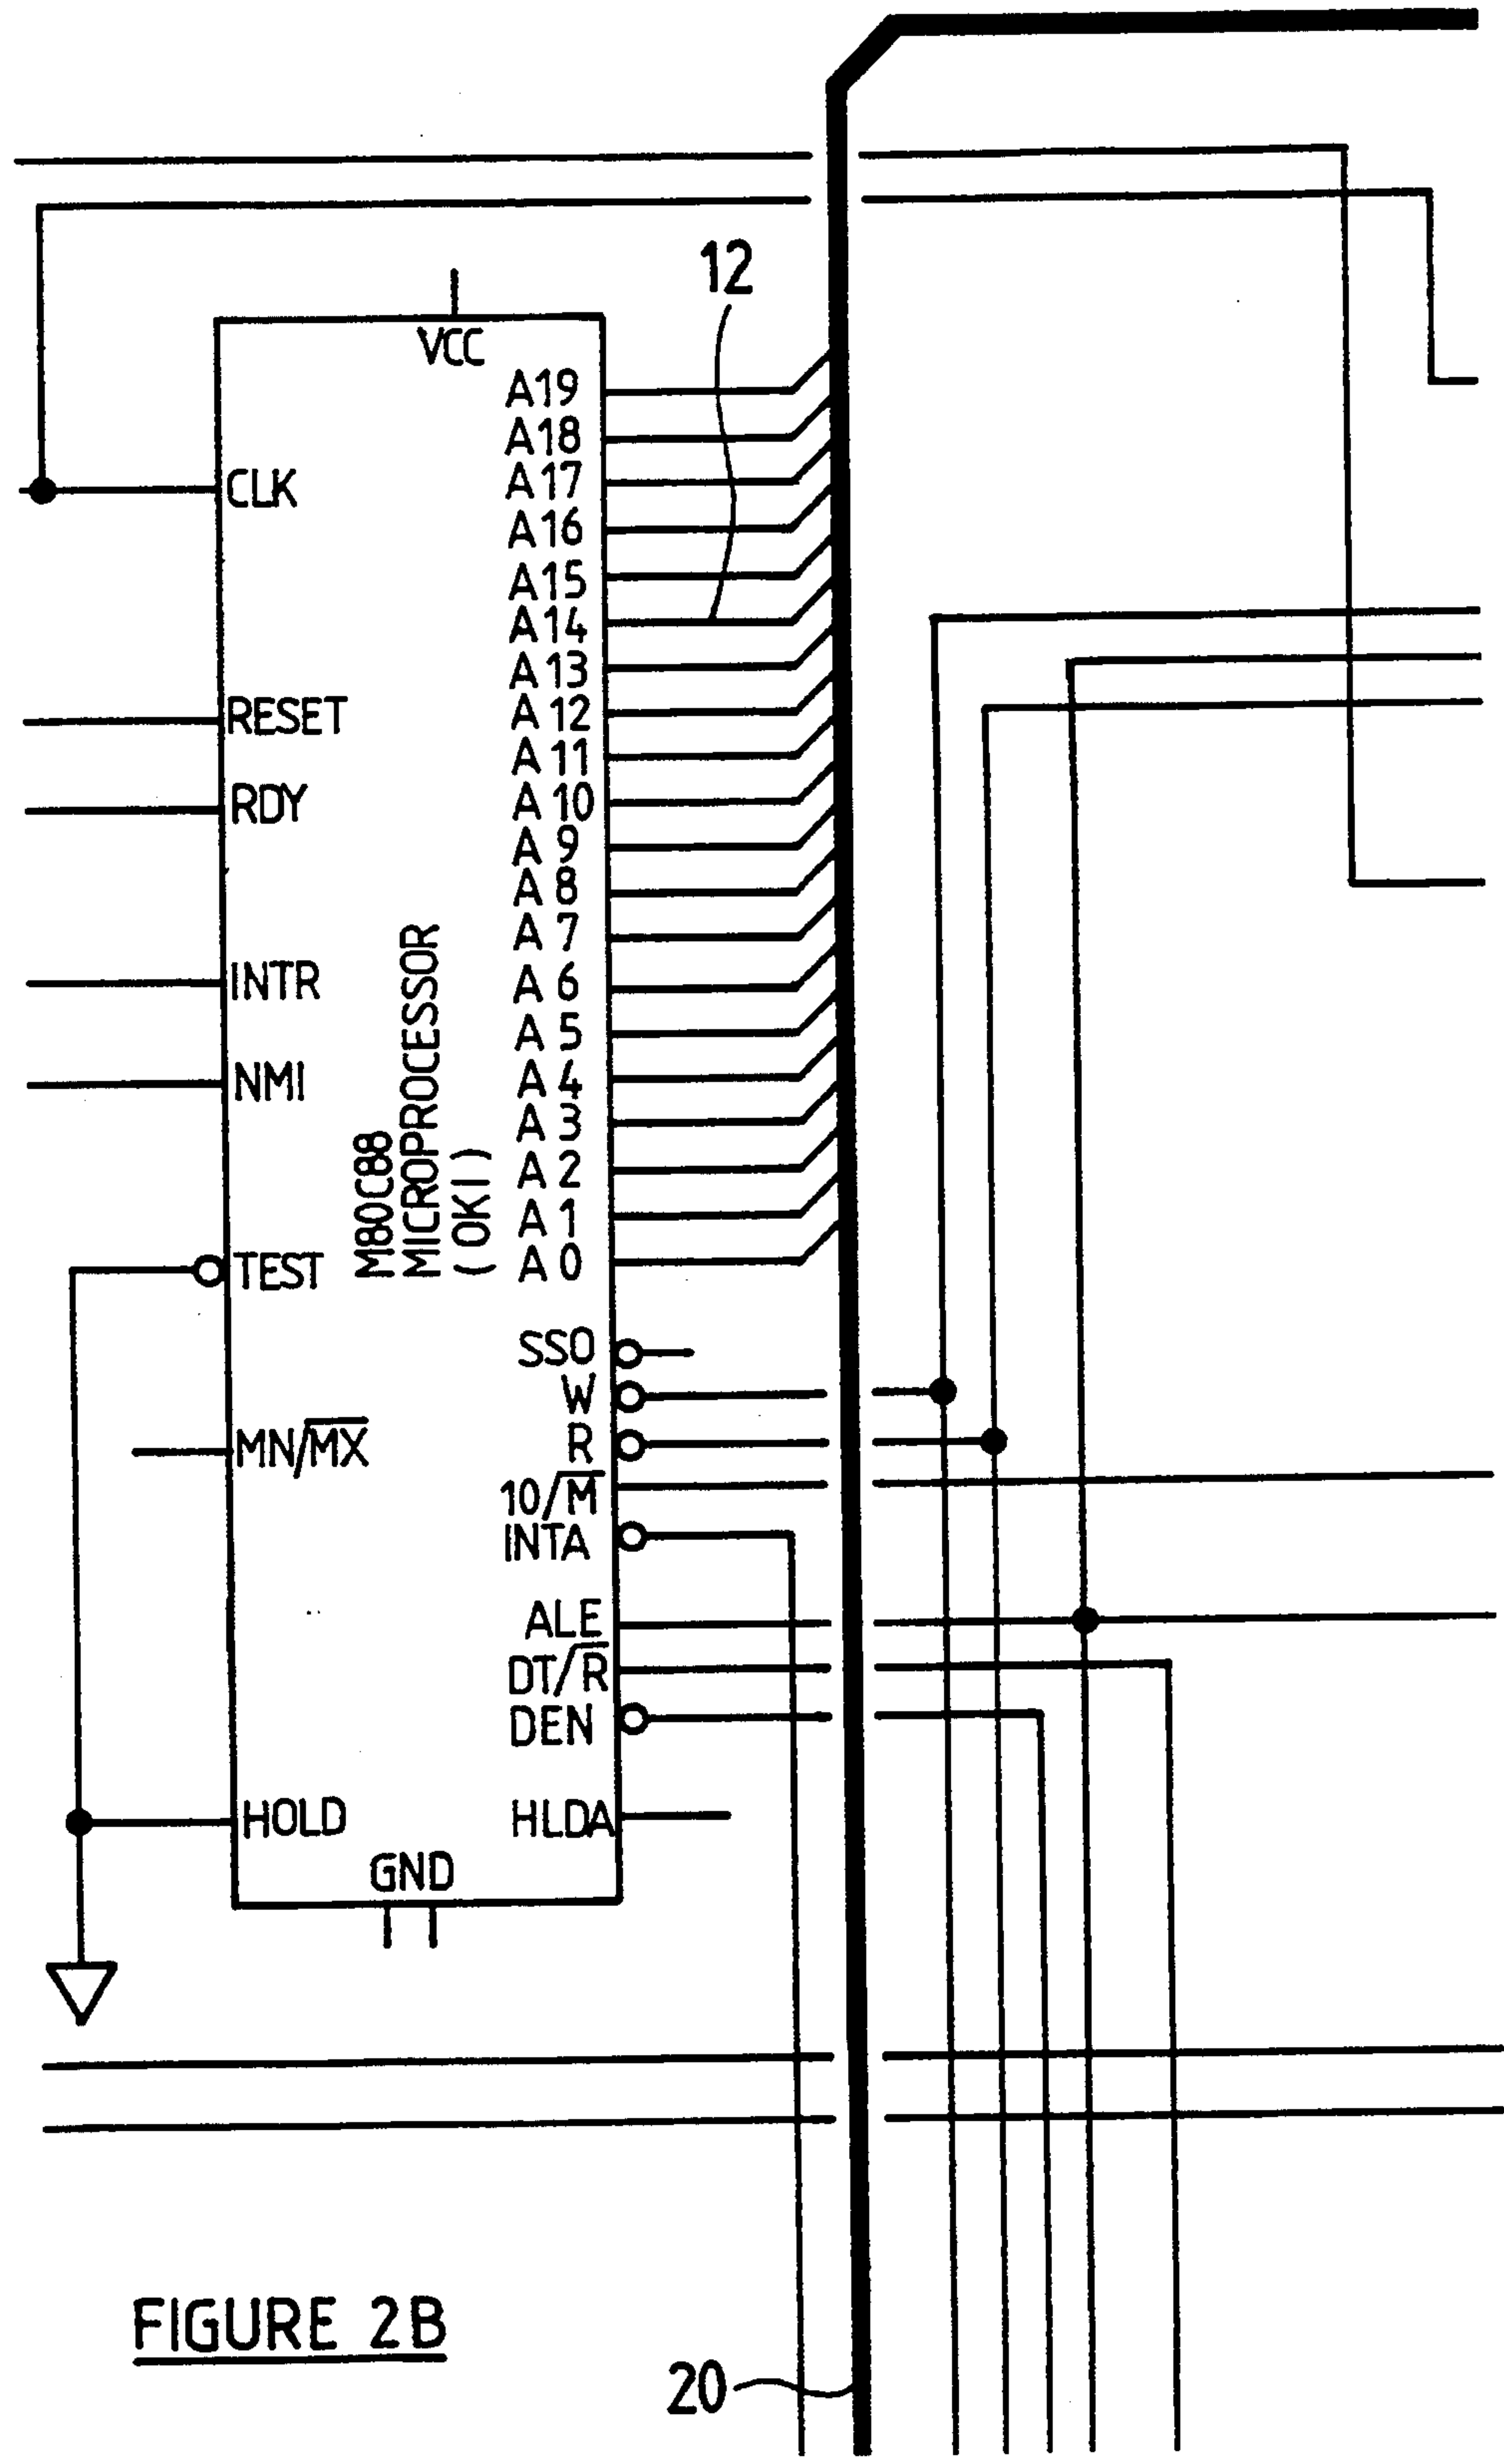 12
VCC
A19
A18
CLK
A17
A16
A15
A14
A13
RESET
A12
A11
RDY
A10
A9
A8
A7
INTR
A6
A5
NMI
A4
A3
A2
A1
A0
M80C88
MICROPROCESSOR
(OKI)
TEST
SSO
W
MN/MX
R
10/M
INTA
ALE
DT/R
DEN
HOLD
HLDA
GND
FIGURE 2B
20